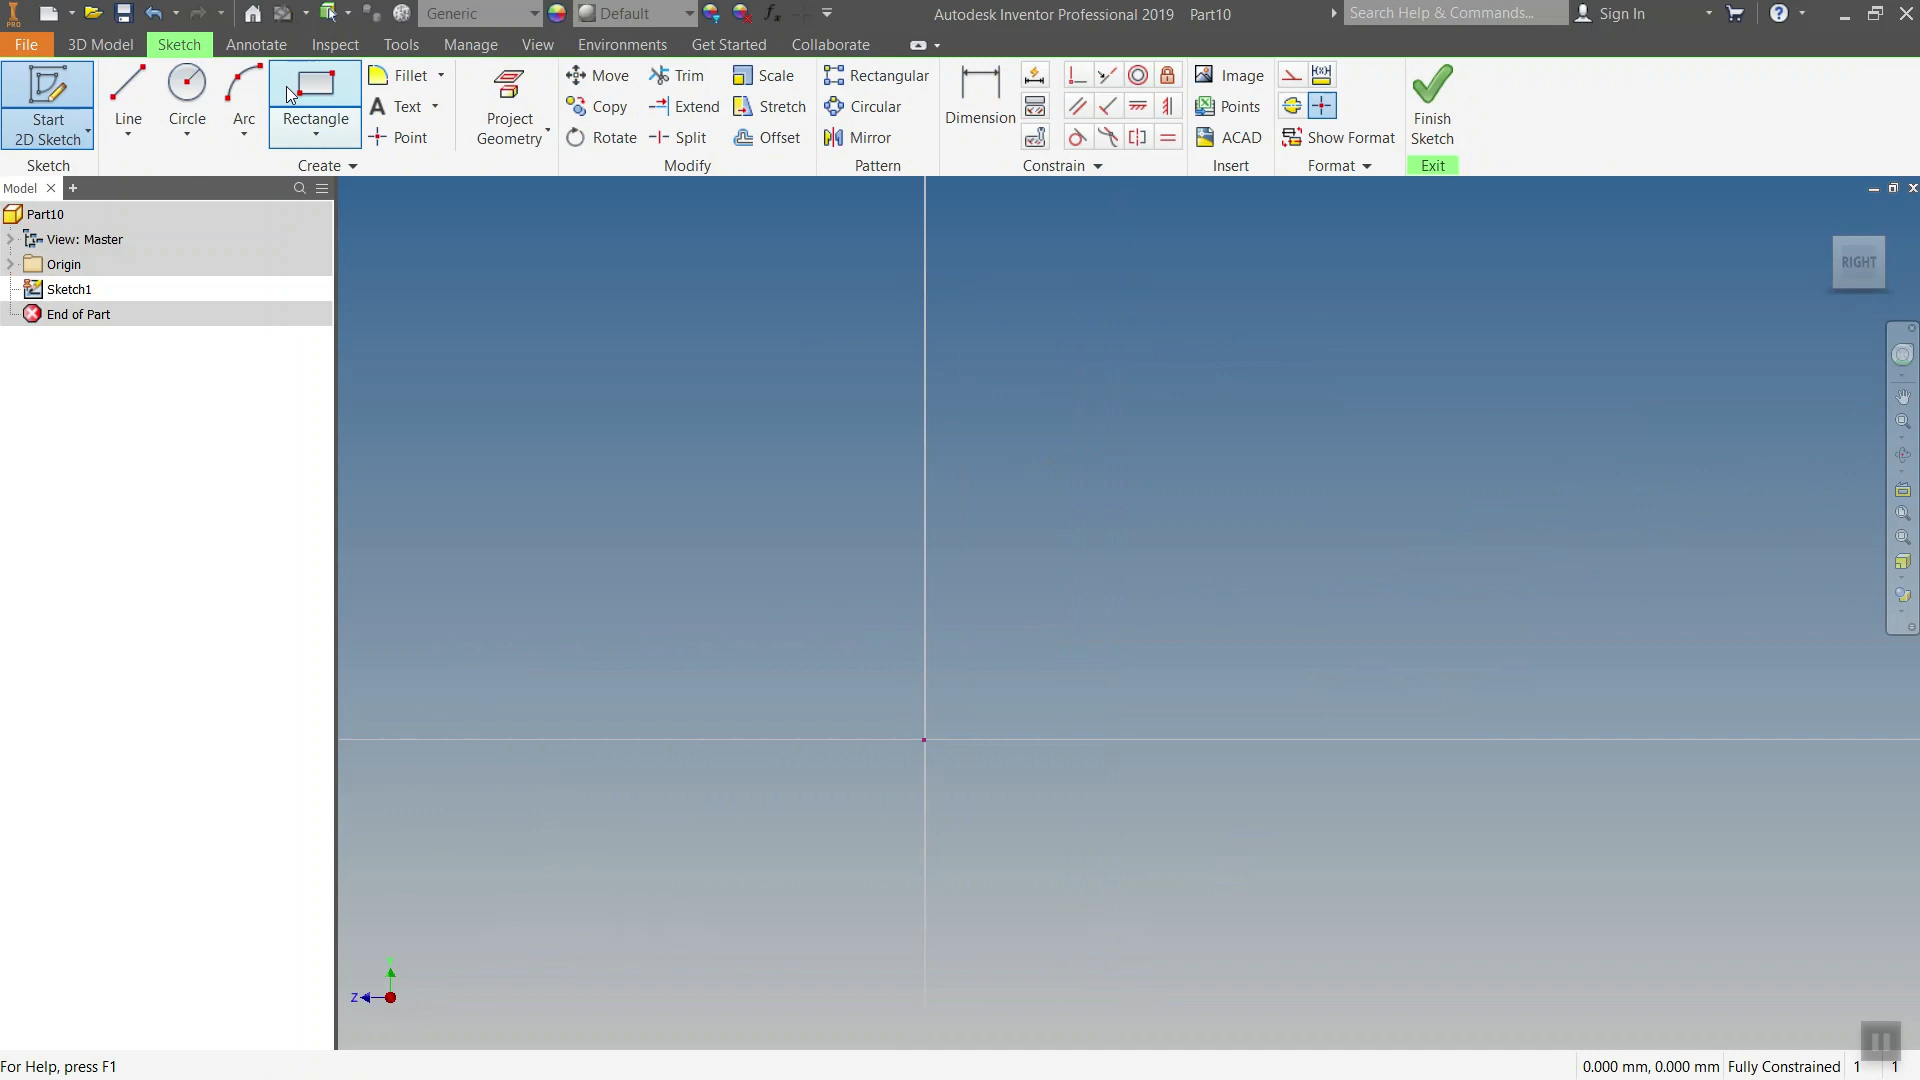 PRO Generic Default fx Autodesk Inventor Professional 2019 Part10 Search Help & Commands... Sign In ?
File 3D Model Sketch Annotate Inspect Tools Manage View Environments Get Started Collaborate
Start
2D Sketch
Line
Circle
Arc
Rectangle
Fillet
Text
Point
Project
Geometry
Move
Copy
Rotate
Trim
Extend
Split
Scale
Stretch
Offset
Rectangular
Circular
Mirror
Dimension
Image
Points
ACAD
Show Format
Finish
Sketch
Sketch Create Modify Pattern Constrain Insert Format Exit
Model
Part10
View: Master
Origin
Sketch1
End of Part
RIGHT
Z
For Help, press F1 0.000 mm, 0.000 mm Fully Constrained 1 1